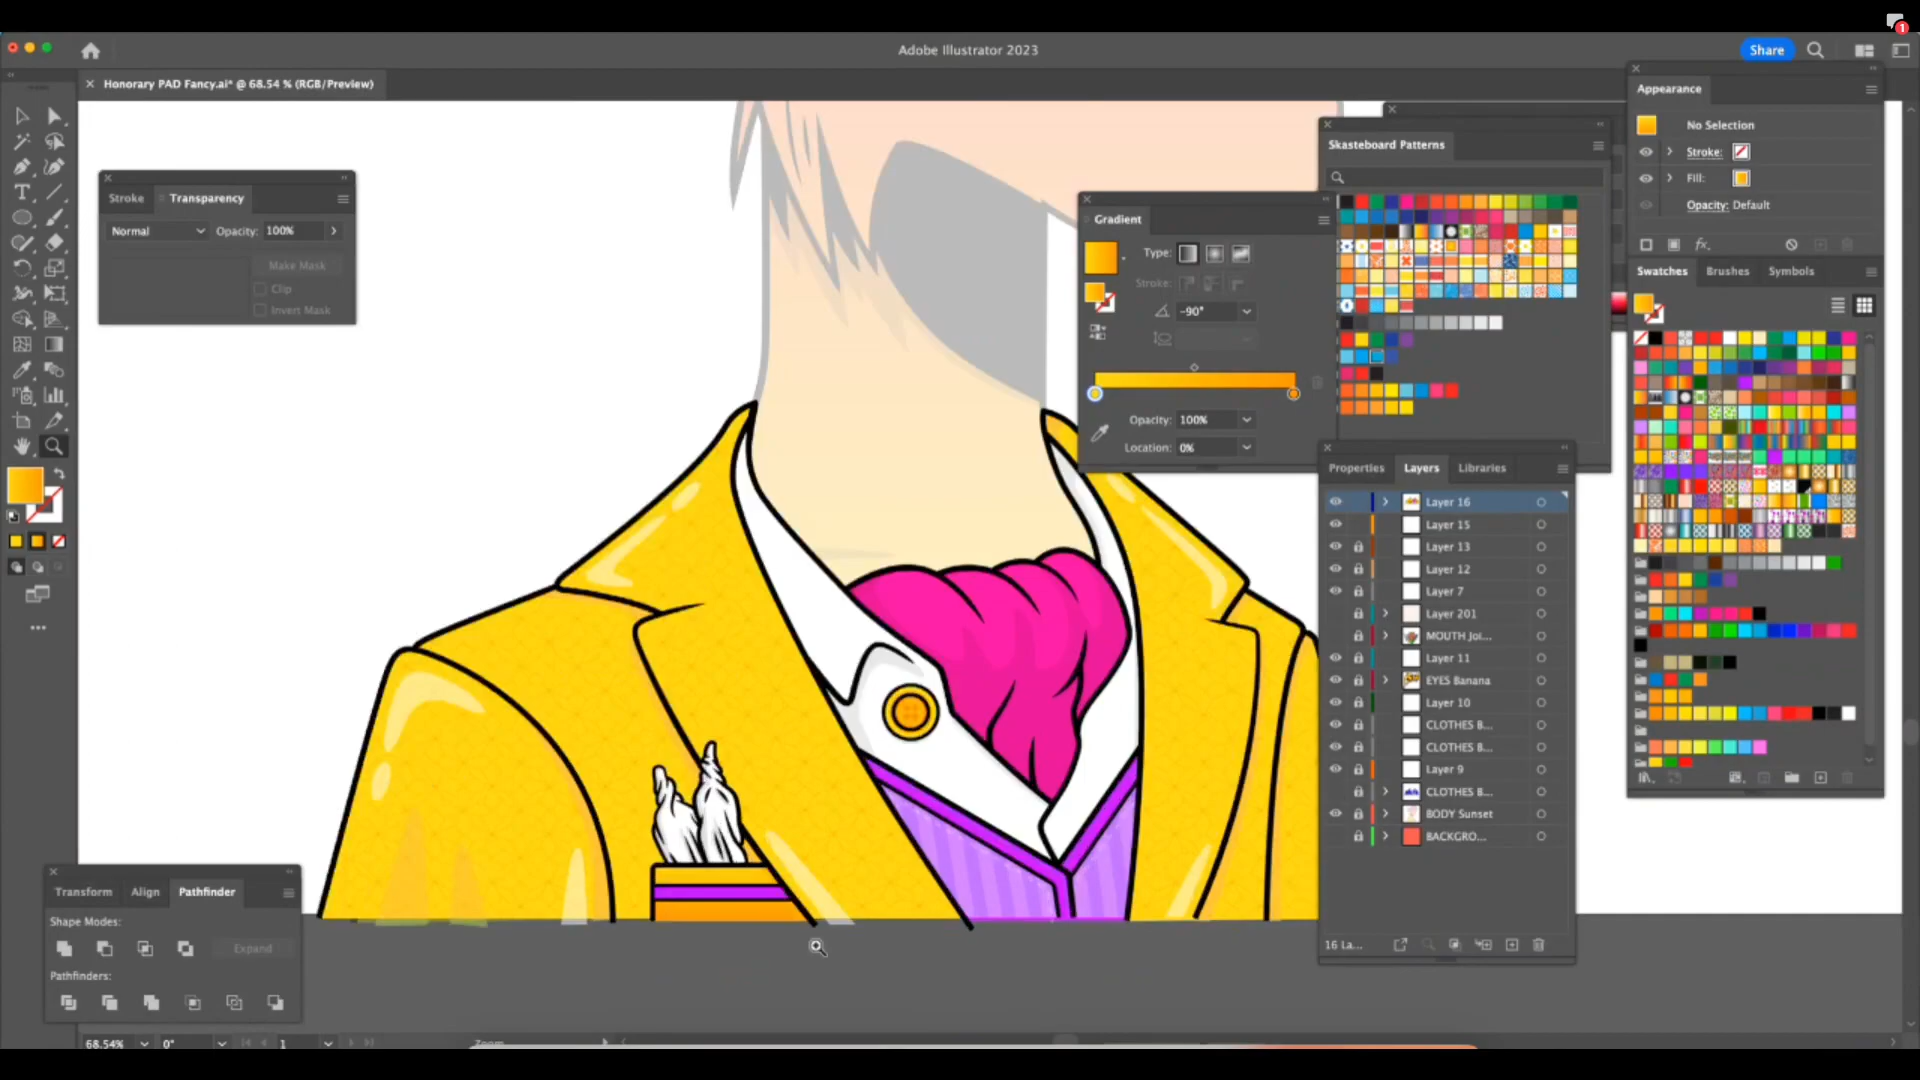 1
Adobe Illustrator 2023
Share
Honorary PAD Fancy.ai* @ 68.54 % (RGB/Preview)
Appearance
No Selection
Stroke:
Fill:
Opacity: Default
fx.
Skasteboard Patterns
Stroke
Transparency
Normal
Opacity: 100%
Make Mask
Clip
Invert Mask
Gradient
Type:
Stroke:
-90°
Opacity: 100%
Location: 0%
Swatches
Brushes
Symbols
Properties
Layers
Libraries
Layer 16
Layer 15
Layer 13
Layer 12
Layer 7
Layer 201
MOUTH Joi...
Layer 11
EYES Banana
Layer 10
CLOTHES B...
CLOTHES B...
Layer 9
CLOTHES B...
BODY Sunset
BACKGRO...
16 La...
Transform
Align
Pathfinder
Shape Modes:
Expand
Pathfinders:
68.54%
0°
1
Zoom